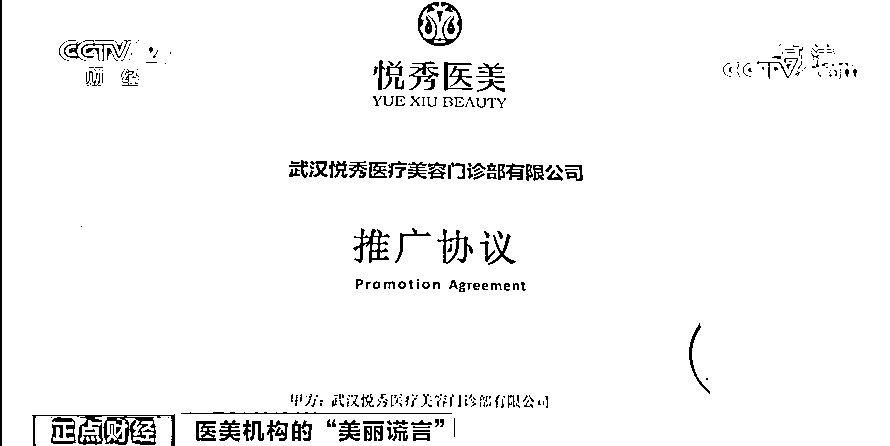 CCTV 2
财经
高清
CCTV.com
悦秀医美
YUE XIU BEAUTY
武汉悦秀医疗美容门诊部有限公司
推广协议
Promotion Agreement
甲方：武汉悦秀医疗美容门诊部有限公司
正点财经
医美机构的“美丽谎言”